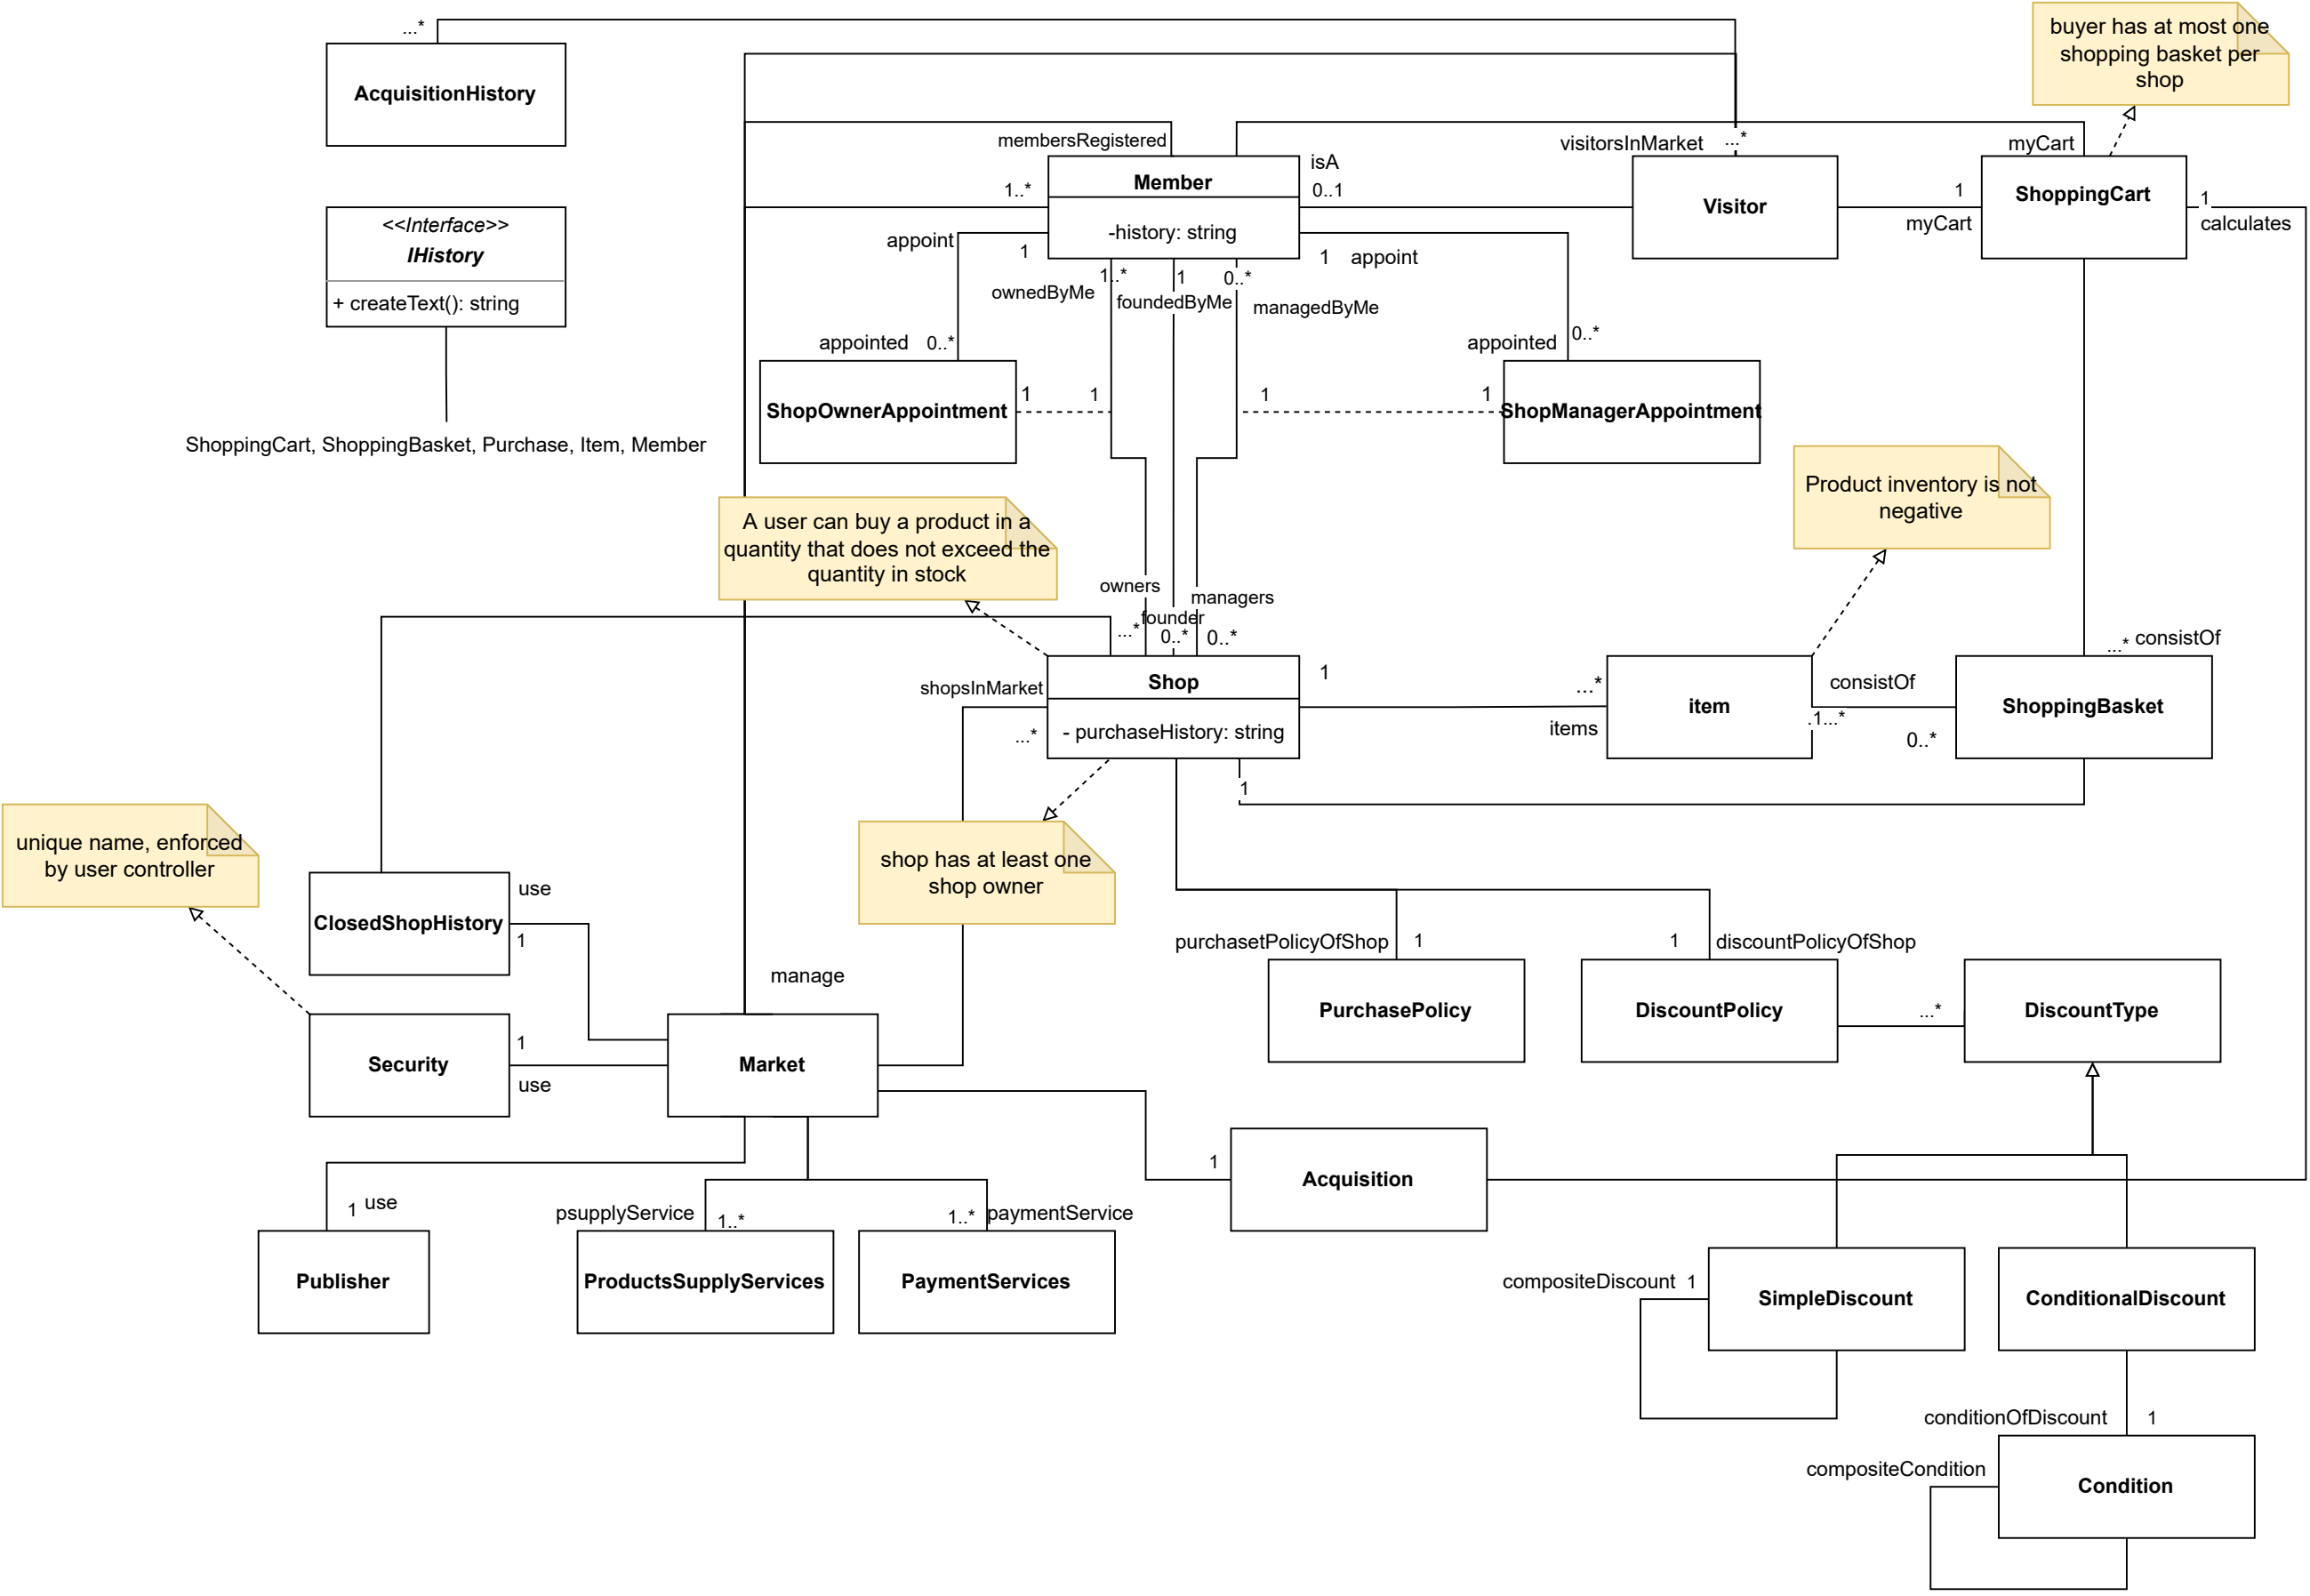 ...*
AcquisitionHistory
buyer has at most one
shopping basket per
shop
membersRegistered
isA
visitorsInMarket
...*
myCart
Member
1..*
0..1
-history: string
Visitor
1
myCart
ShoppingCart
1
calculates
<<Interface>>
IHistory
+ createText(): string
ShoppingCart, ShoppingBasket, Purchase, Item, Member
appoint
1
1
appoint
1..*
1
0..*
ownedByMe
foundedByMe
managedByMe
appointed
0..*
appointed
0..*
ShopOwnerAppointment
1
1
1
1
ShopManagerAppointment
Product inventory is not
negative
A user can buy a product in a
quantity that does not exceed the
quantity in stock
owners
founder
managers
...*
0..*
0..*
...*
consistOf
shopsInMarket
...*
Shop
- purchaseHistory: string
1
...*
items
item
consistOf
.1...*
0..*
ShoppingBasket
1
unique name, enforced
by user controller
shop has at least one
shop owner
ClosedShopHistory
use
1
purchasetPolicyOfShop
1
1
discountPolicyOfShop
manage
PurchasePolicy
DiscountPolicy
...*
DiscountType
Security
1
use
Market
1
Acquisition
1
use
psupplyService
1..*
1..*
paymentService
Publisher
ProductsSupplyServices
PaymentServices
compositeDiscount
1
SimpleDiscount
ConditionalDiscount
conditionOfDiscount
1
compositeCondition
Condition